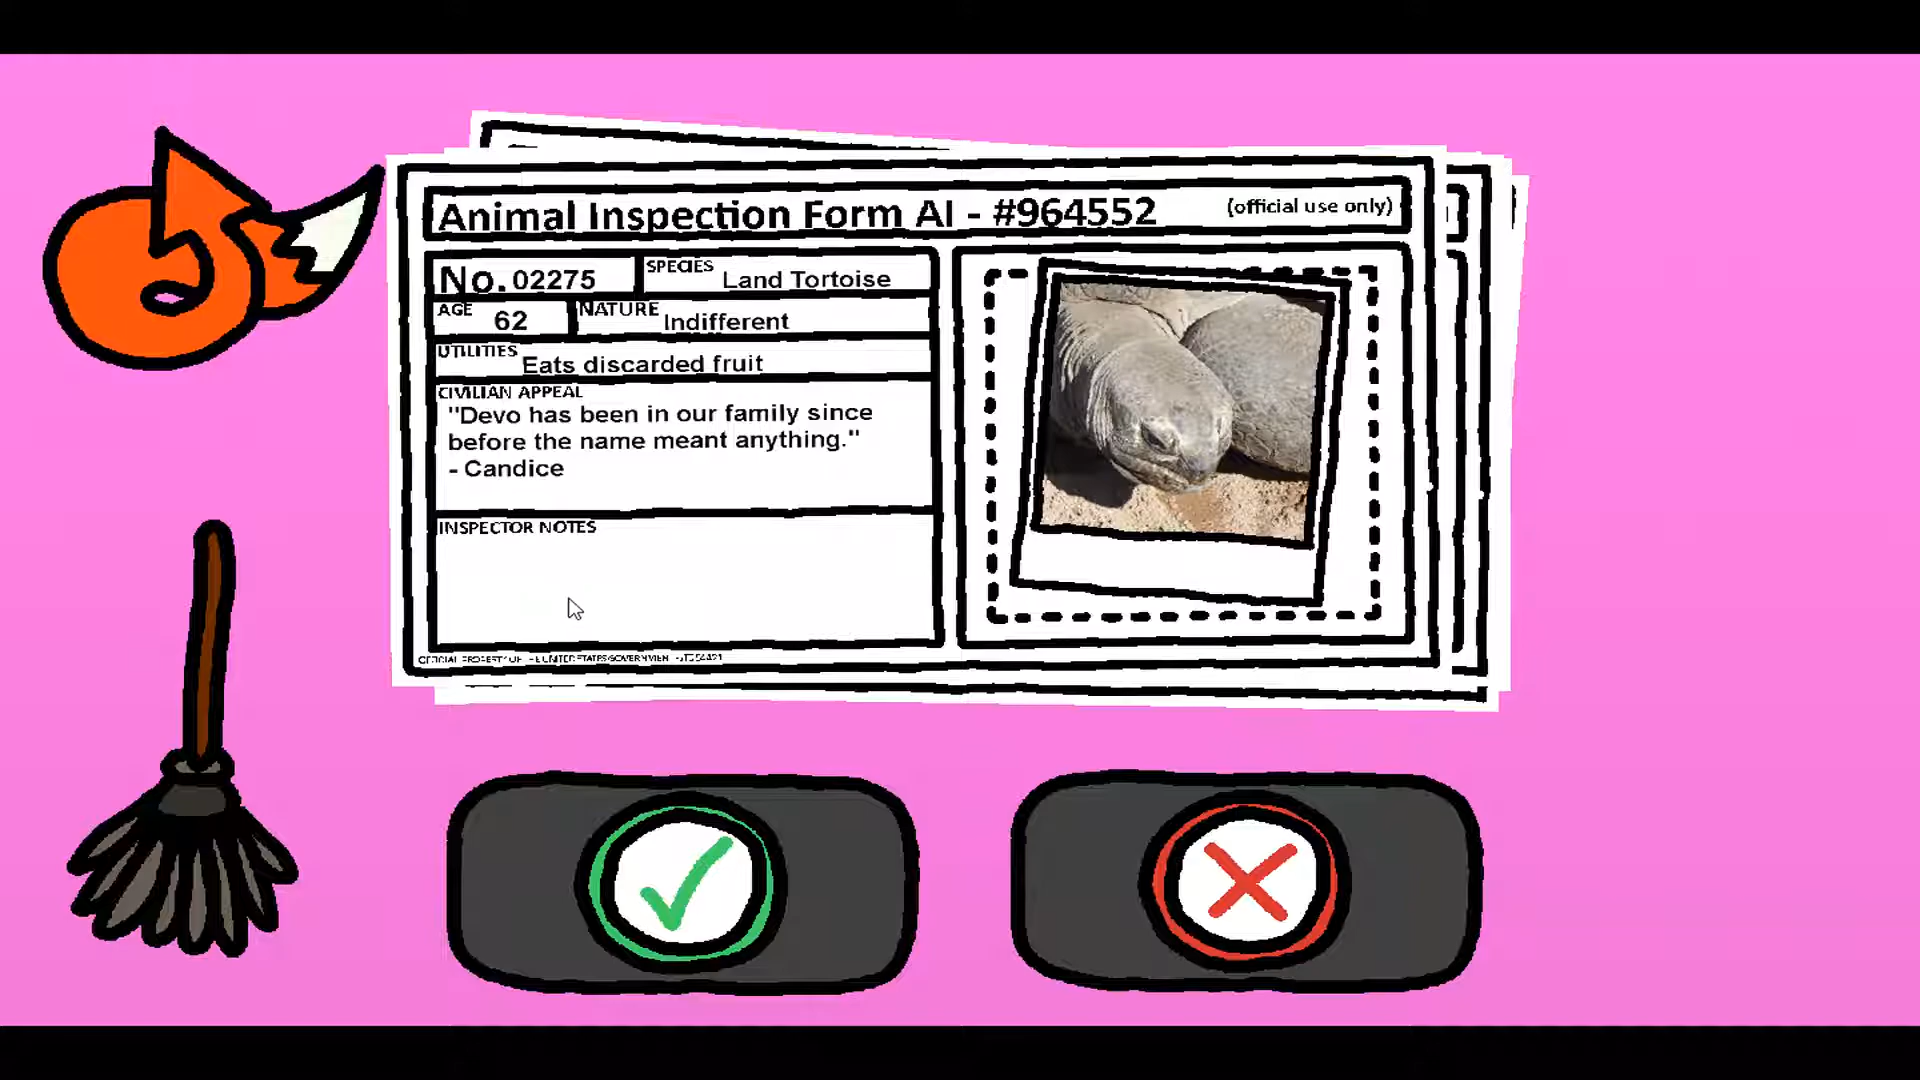 Animal Inspection Form AI - #964552
(official use only)
No. 02275
SPECIES Land Tortoise
AGE 62
NATURE Indifferent
UTILITIES Eats discarded fruit
CIVILIAN APPEAL
"Devo has been in our family since
before the name meant anything."
- Candice
INSPECTOR NOTES